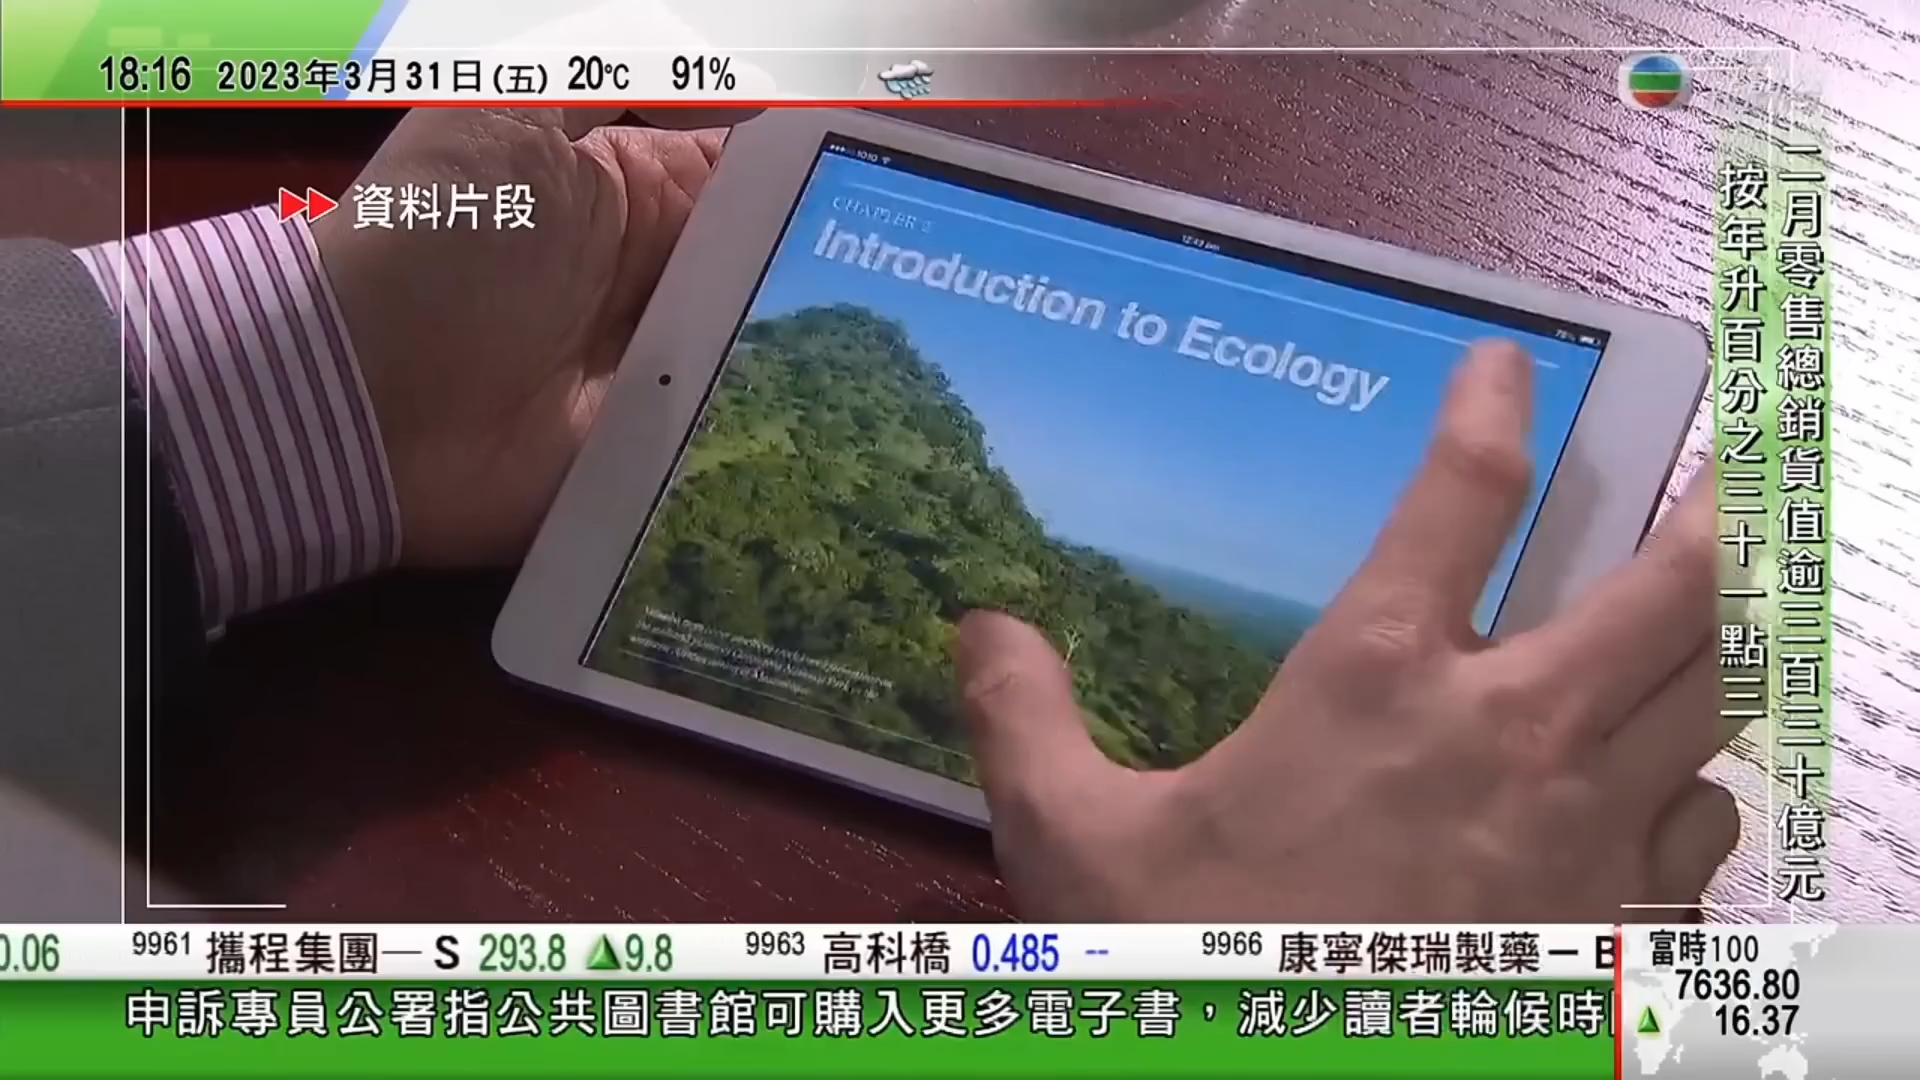 18:16 2023年3月31日(五) 20℃ 91%
資料片段
CHAPTER 2
Introduction to Ecology
二月零售總銷貨值逾三百三十億元
按年升百分之三十一點三
0.06 9961 攜程集團—S 293.8 ▲9.8 9963 高科橋 0.485 -- 9966 康寧傑瑞製藥－B
富時100
7636.80
▲ 16.37
申訴專員公署指公共圖書館可購入更多電子書，減少讀者輪候時